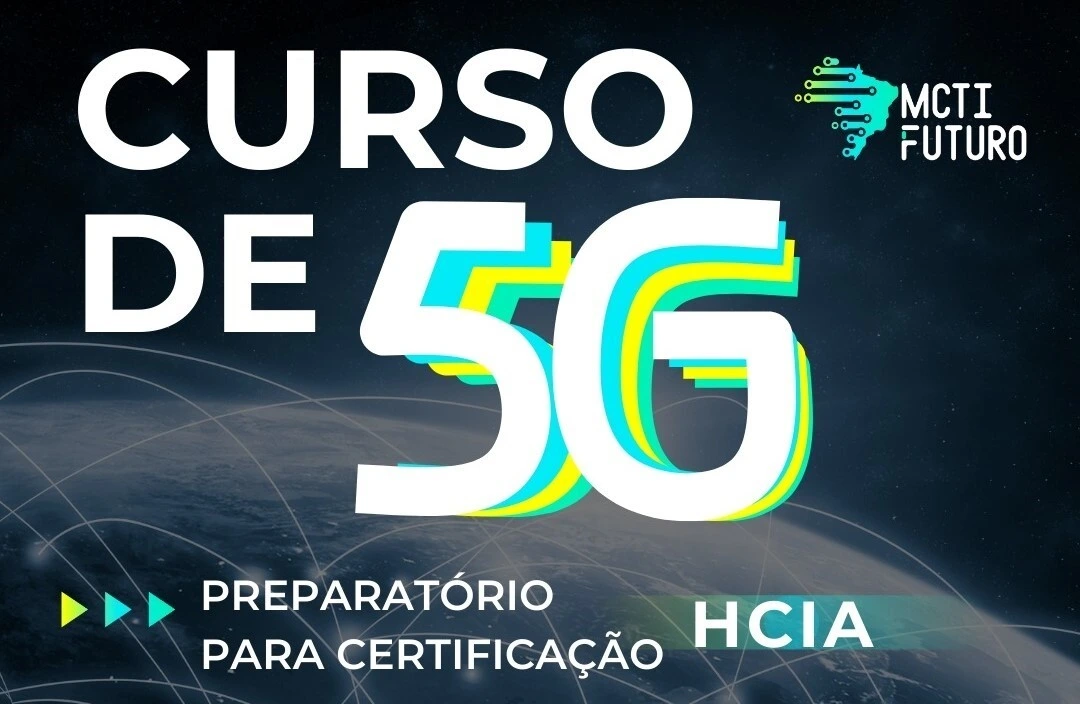 CURSO
DE 5G
MCTI
FUTURO
PREPARATÓRIO
PARA CERTIFICAÇÃO HCIA